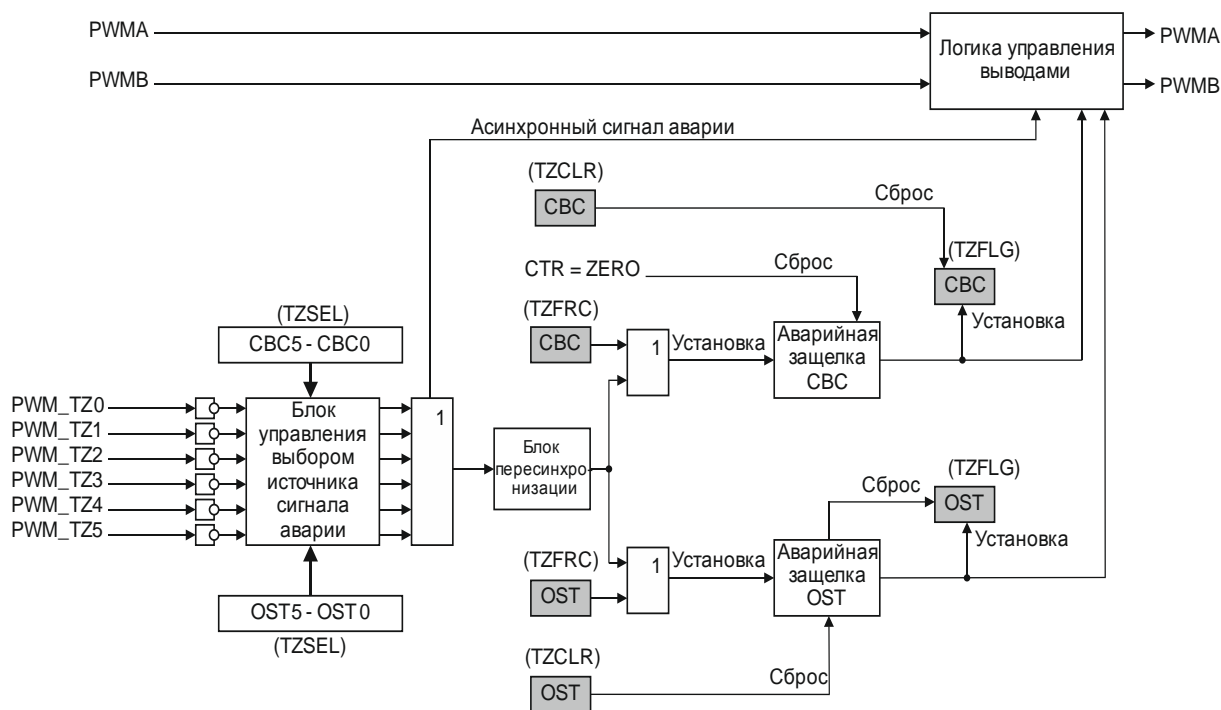 PWMA
PWMB
Логика управления
выводами
PWMA
PWMB
Асинхронный сигнал аварии
(TZCLR)
CBC
Сброс
(TZFLG)
CBC
CTR = ZERO
Сброс
(TZFRC)
CBC
1
Установка
Аварийная
защелка
CBC
Установка
(TZSEL)
CBC5 - CBC0
PWM_TZ0
PWM_TZ1
PWM_TZ2
PWM_TZ3
PWM_TZ4
PWM_TZ5
Блок
управления
выбором
источника
сигнала
аварии
1
Блок
пересинхро-
низации
(TZFLG)
OST
Сброс
Установка
(TZFRC)
OST
1
Установка
Аварийная
защелка
OST
OST5 - OST0
(TZSEL)
(TZCLR)
OST
Сброс